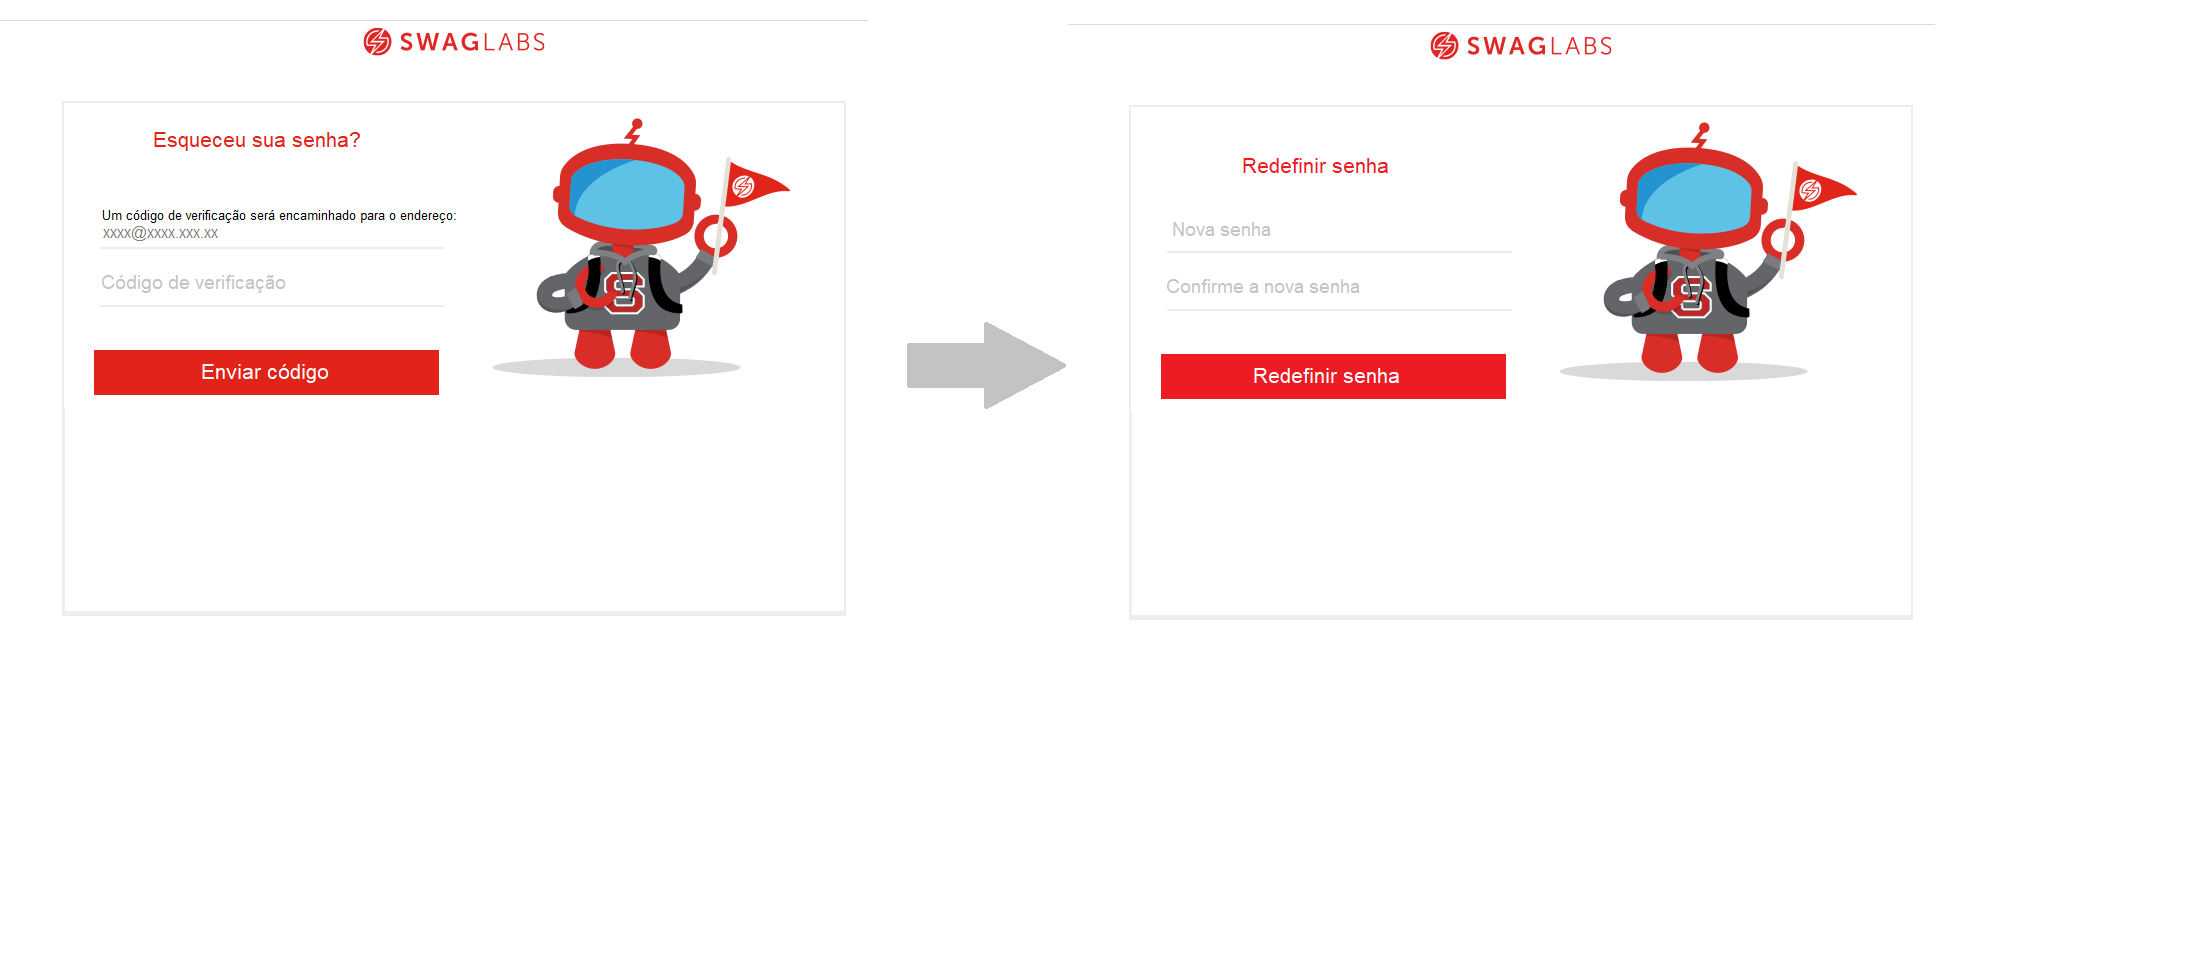 SWAGLABS
Esqueceu sua senha?
Um código de verificação será encaminhado para o endereço:
xxxx@xxxx.xxx.xx
Código de verificação
Enviar código
S
SWAGLABS
Redefinir senha
Nova senha
Confirme a nova senha
Redefinir senha
S